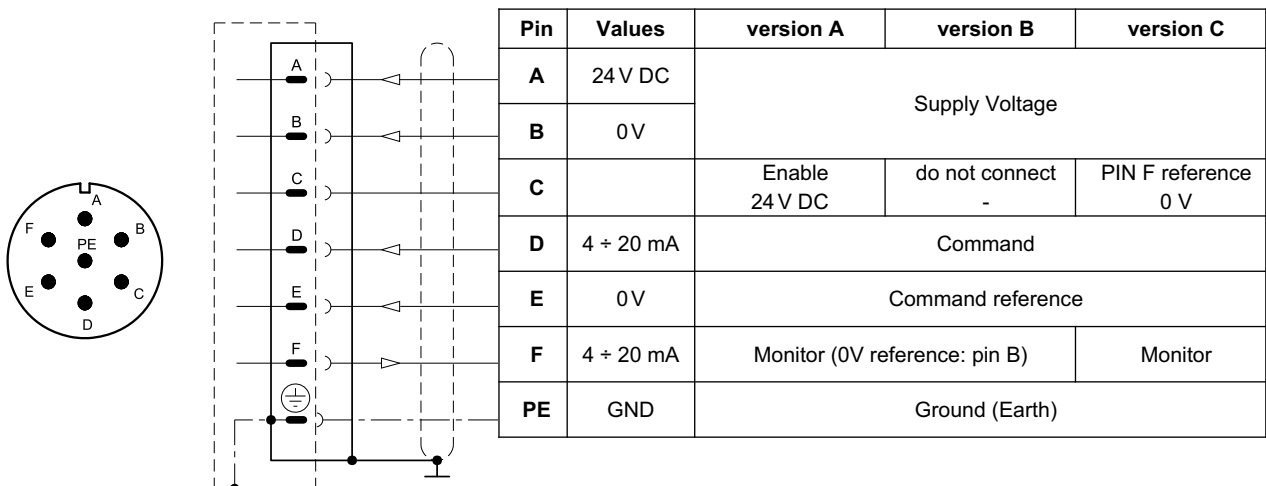 A
F
B
PE
E
C
D
A
B
C
D
E
F
Pin Values version A version B version C
A 24 V DC Supply Voltage
B 0 V
C Enable 24 V DC do not connect - PIN F reference 0 V
D 4 ÷ 20 mA Command
E 0 V Command reference
F 4 ÷ 20 mA Monitor (0V reference: pin B) Monitor
PE GND Ground (Earth)